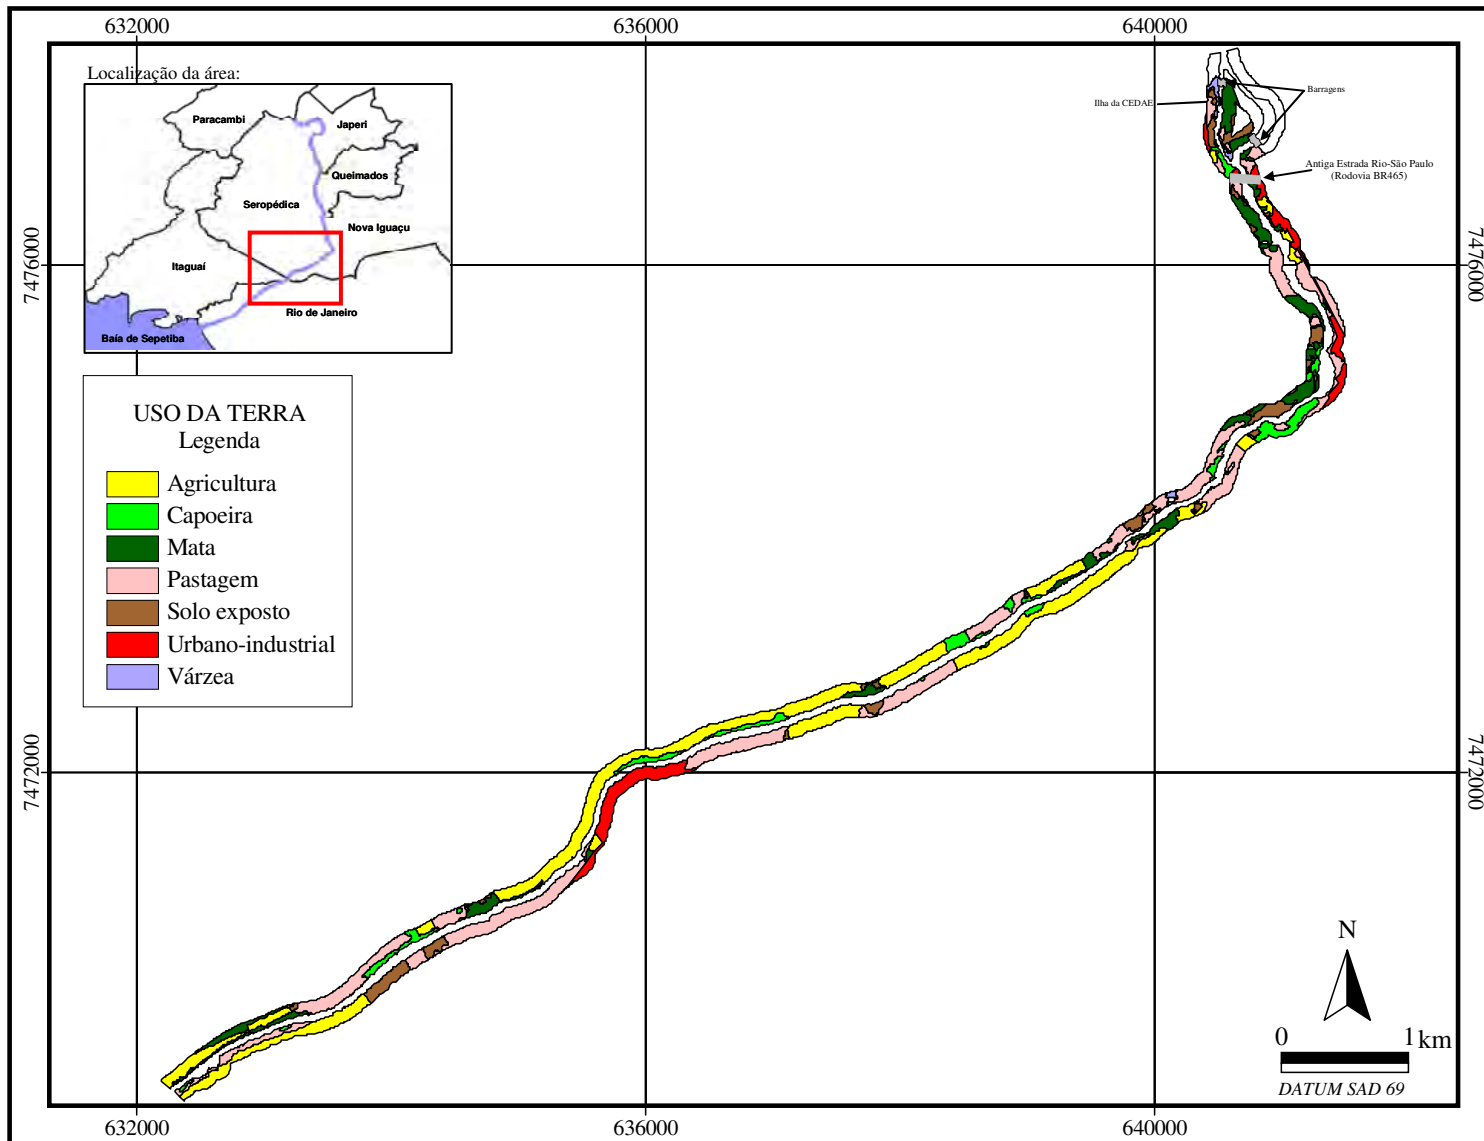 632000
636000
640000
Localização da área:
Paracambi
Japeri
Queimados
Seropédica
Nova Iguaçu
Itaguaí
Rio de Janeiro
Baía de Sepetiba
Ilha da CEDAE
Barragens
Antiga Estrada Rio-São Paulo
(Rodovia BR465)
7476000
7476000
USO DA TERRA
Legenda
Agricultura
Capoeira
Mata
Pastagem
Solo exposto
Urbano-industrial
Várzea
7472000
7472000
N
0 1 km
DATUM SAD 69
632000
636000
640000